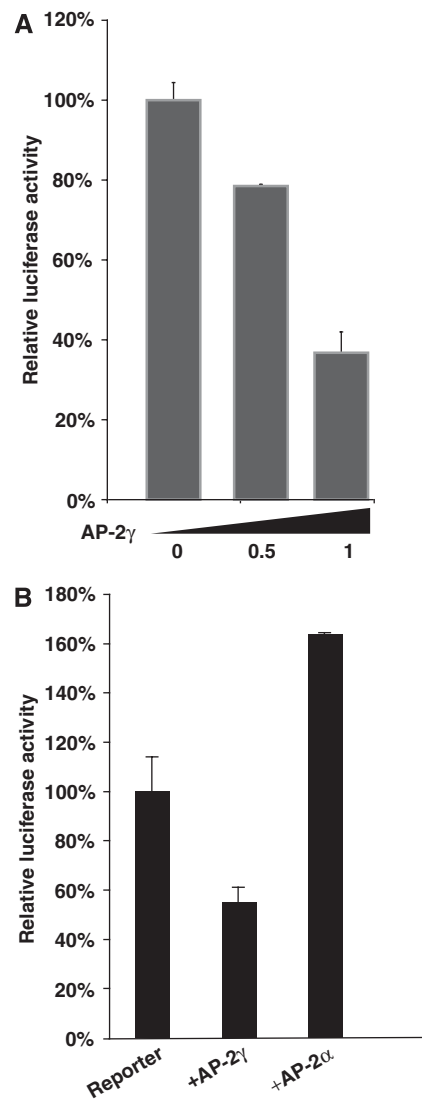 A
120%
100%
80%
60%
40%
20%
0%
Relative luciferase activity
AP-2γ
0 0.5 1
B
180%
160%
140%
120%
100%
80%
60%
40%
20%
0%
Relative luciferase activity
Reporter
+AP-2γ
+AP-2α